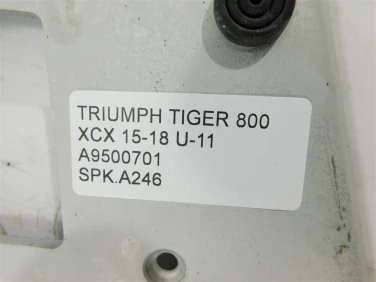 TRIUMPH TIGER 800
XCX 15-18 U-11
A9500701
SPK.A246